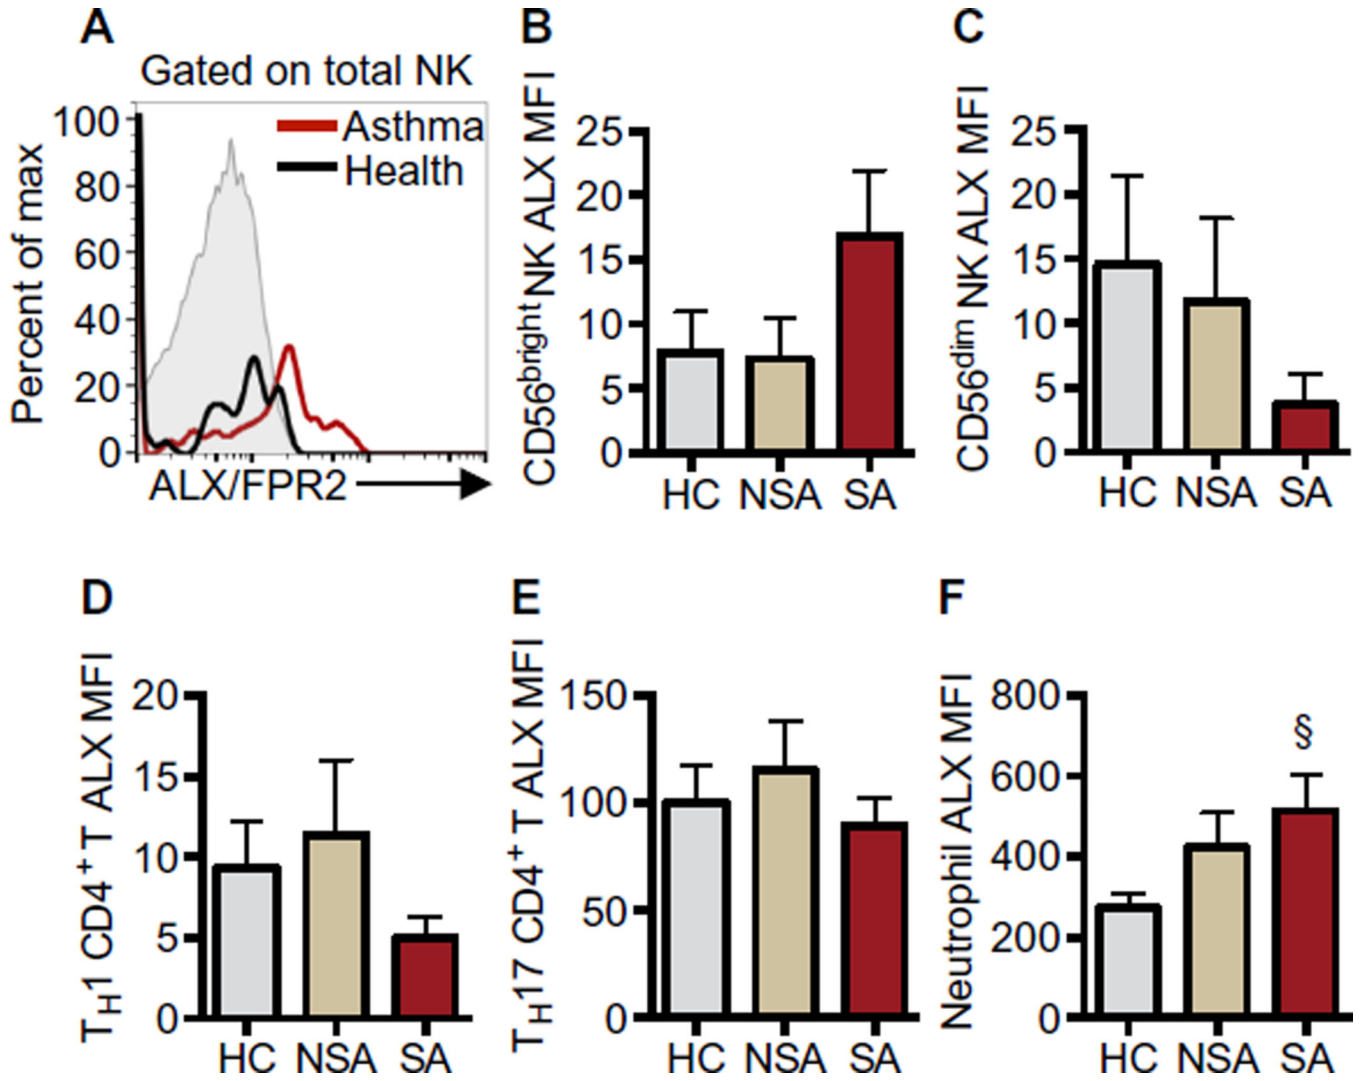 A
Gated on total NK
Percent of max
100
80
60
40
20
0
Asthma
Health
ALX/FPR2
B
CD56bright NK ALX MFI
25
20
15
10
5
0
HC NSA SA
C
CD56dim NK ALX MFI
25
20
15
10
5
0
HC NSA SA
D
TH1 CD4+T ALX MFI
20
15
10
5
0
HC NSA SA
E
TH17 CD4+T ALX MFI
150
100
50
0
HC NSA SA
F
Neutrophil ALX MFI
800
600
400
200
0
§
HC NSA SA